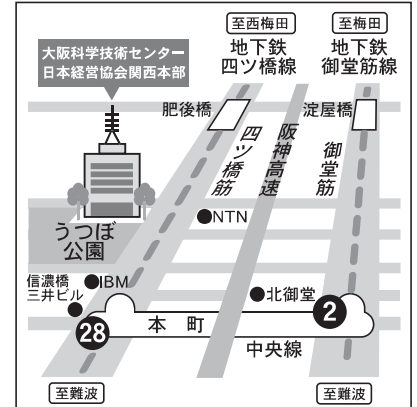 至西梅田
至梅田
地下鉄
四ツ橋線
地下鉄
御堂筋線
大阪科学技術センター
日本経営協会関西本部
肥後橋
淀屋橋
四ツ橋筋
阪神高速
御堂筋
うつぼ
公園
NTN
信濃橋
三井ビル
IBM
北御堂
28
本町
2
中央線
至難波
至難波